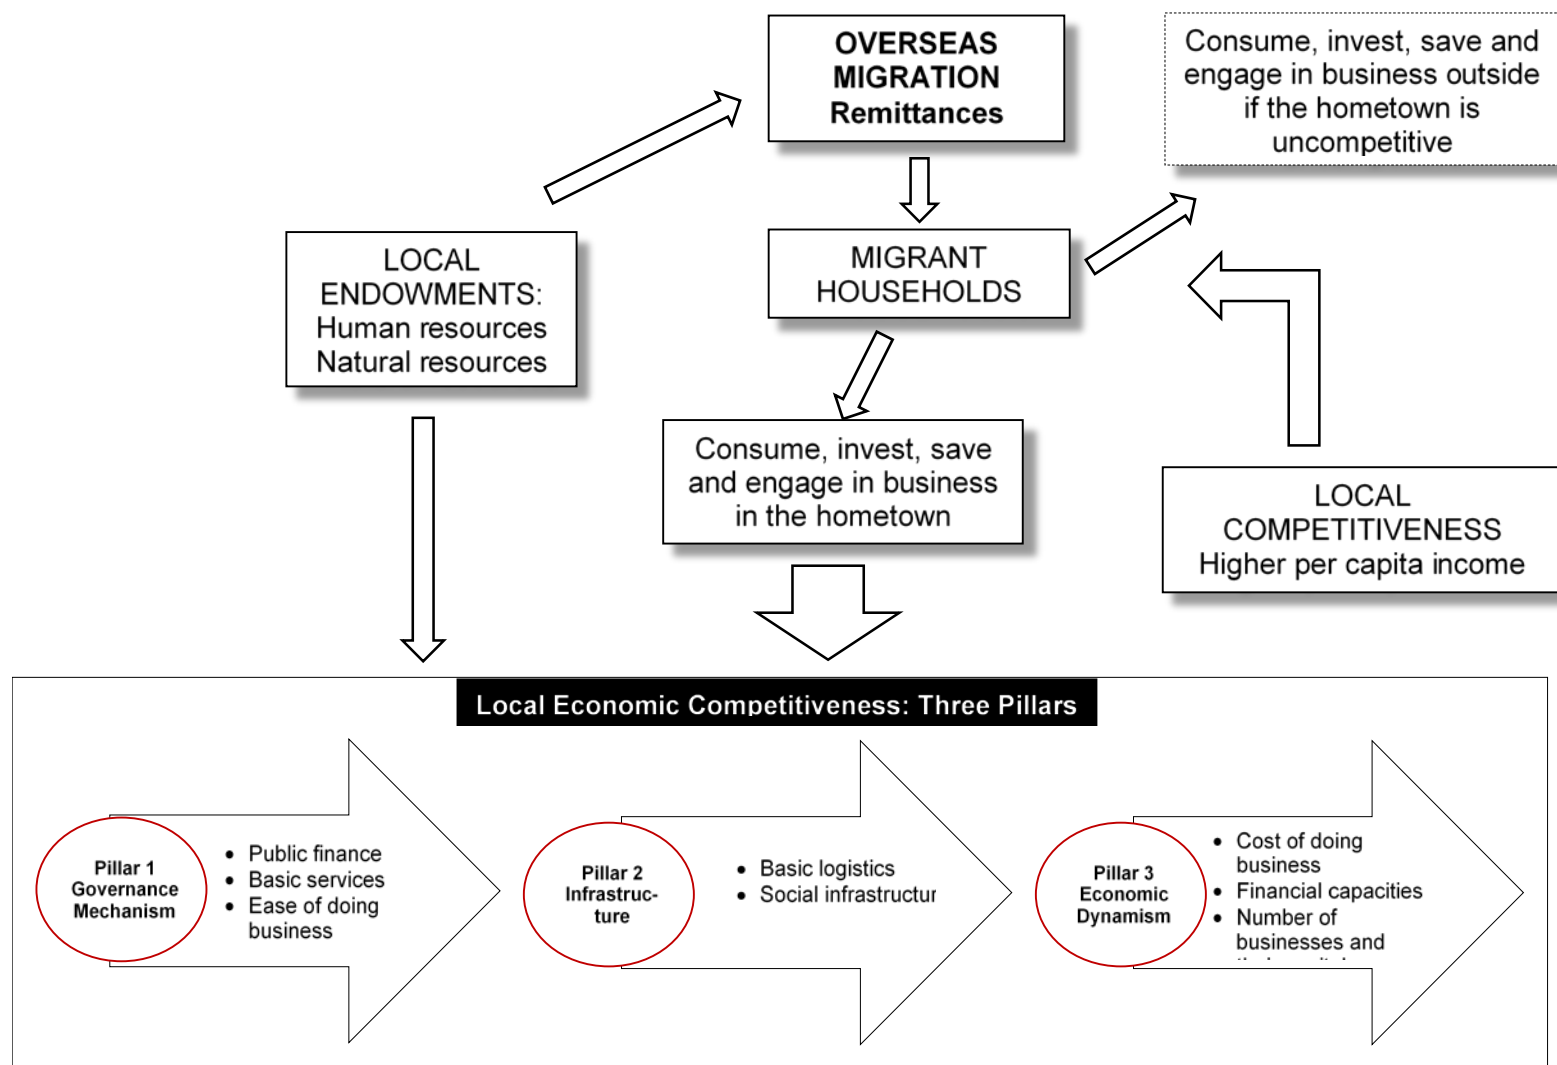 OVERSEAS
MIGRATION
Remittances
Consume, invest, save and
engage in business outside
if the hometown is
uncompetitive
LOCAL
ENDOWMENTS:
Human resources
Natural resources
MIGRANT
HOUSEHOLDS
Consume, invest, save
and engage in business
in the hometown
LOCAL
COMPETITIVENESS
Higher per capita income
Local Economic Competitiveness: Three Pillars
Pillar 1
Governance
Mechanism
• Public finance
• Basic services
• Ease of doing
business
Pillar 2
Infrastruc-
ture
• Basic logistics
• Social infrastructur
Pillar 3
Economic
Dynamism
• Cost of doing
business
• Financial capacities
• Number of
businesses and